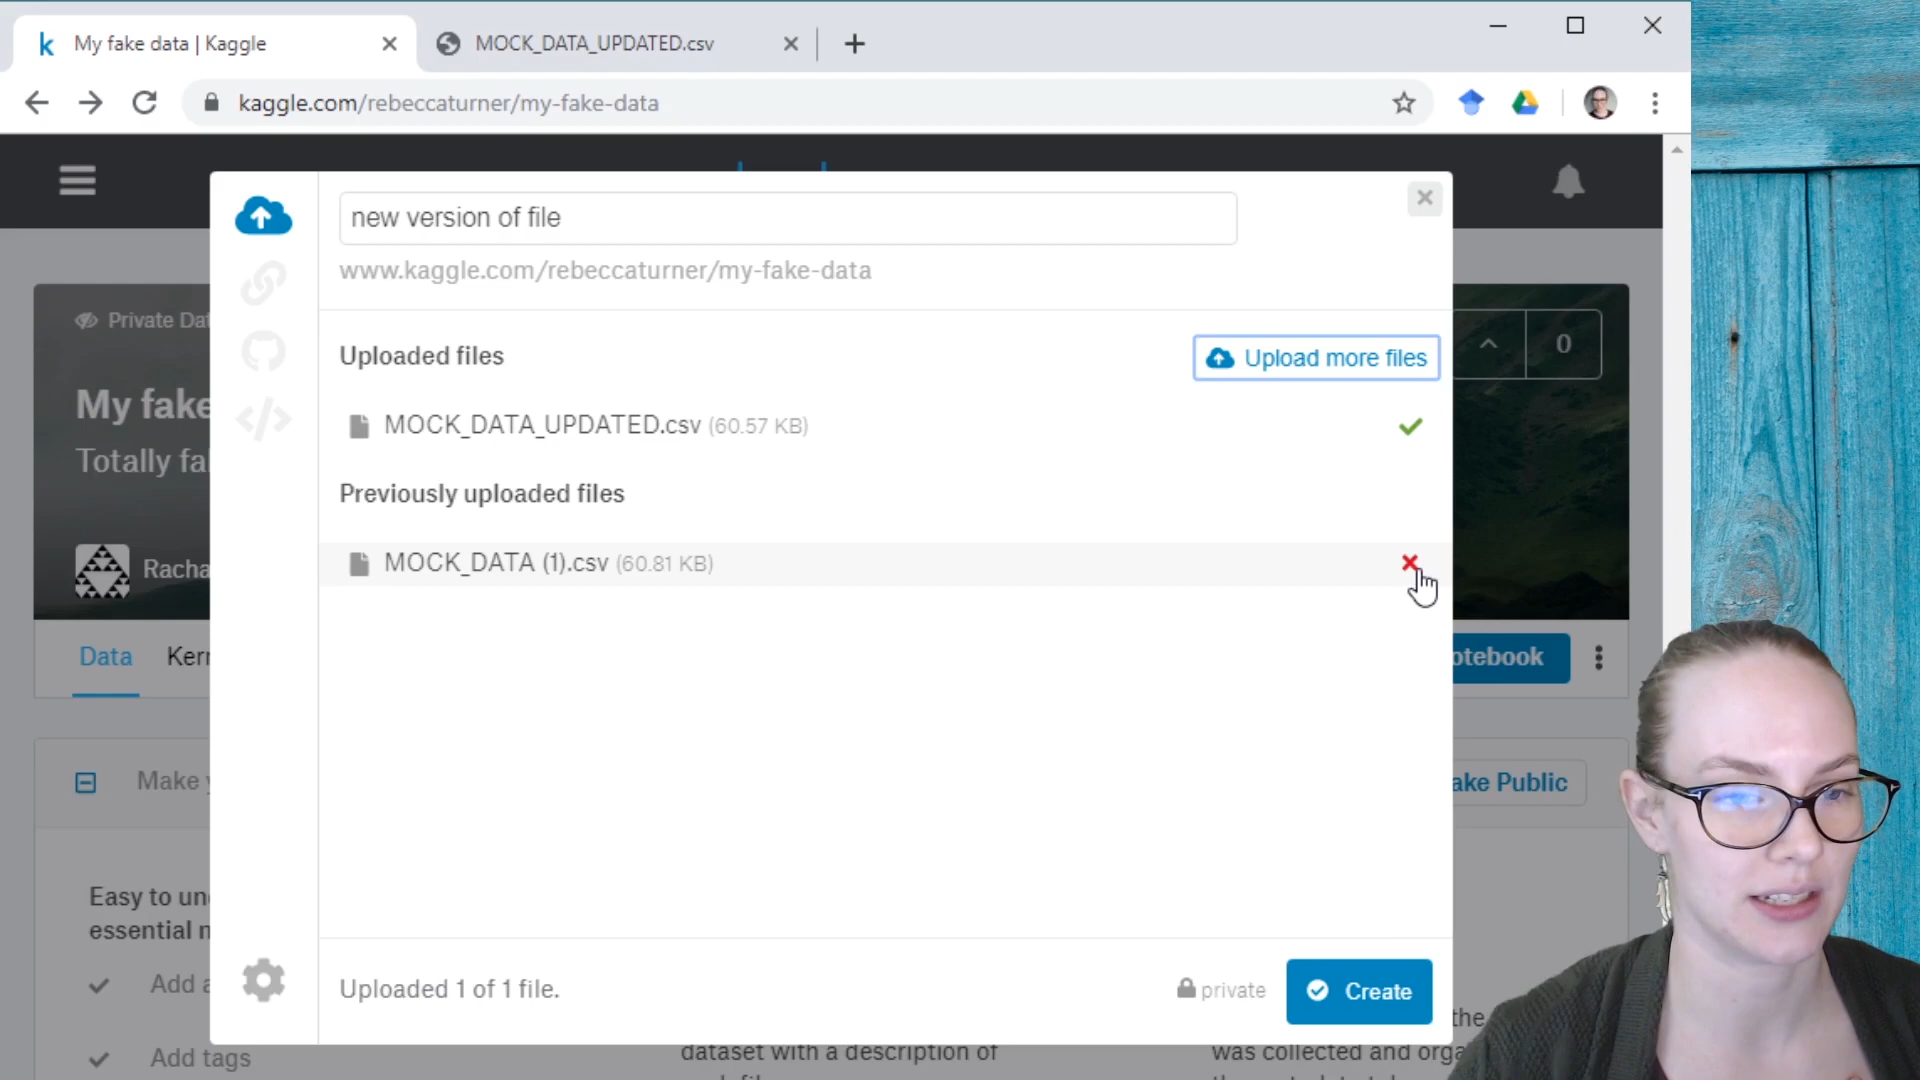 k My fake data | Kaggle
MOCK_DATA_UPDATED.csv
kaggle.com/rebeccaturner/my-fake-data
new version of file
www.kaggle.com/rebeccaturner/my-fake-data
Private Dat
Uploaded files
Upload more files
0
My fake
MOCK_DATA_UPDATED.csv (60.57 KB)
Totally fa
Previously uploaded files
MOCK_DATA (1).csv (60.81 KB)
Racha
Data
Kerr
otebook
Make y
ake Public
Easy to un
essential n
Add a
Uploaded 1 of 1 file.
private
Create
the
Add tags
dataset with a description of
was collected and orga